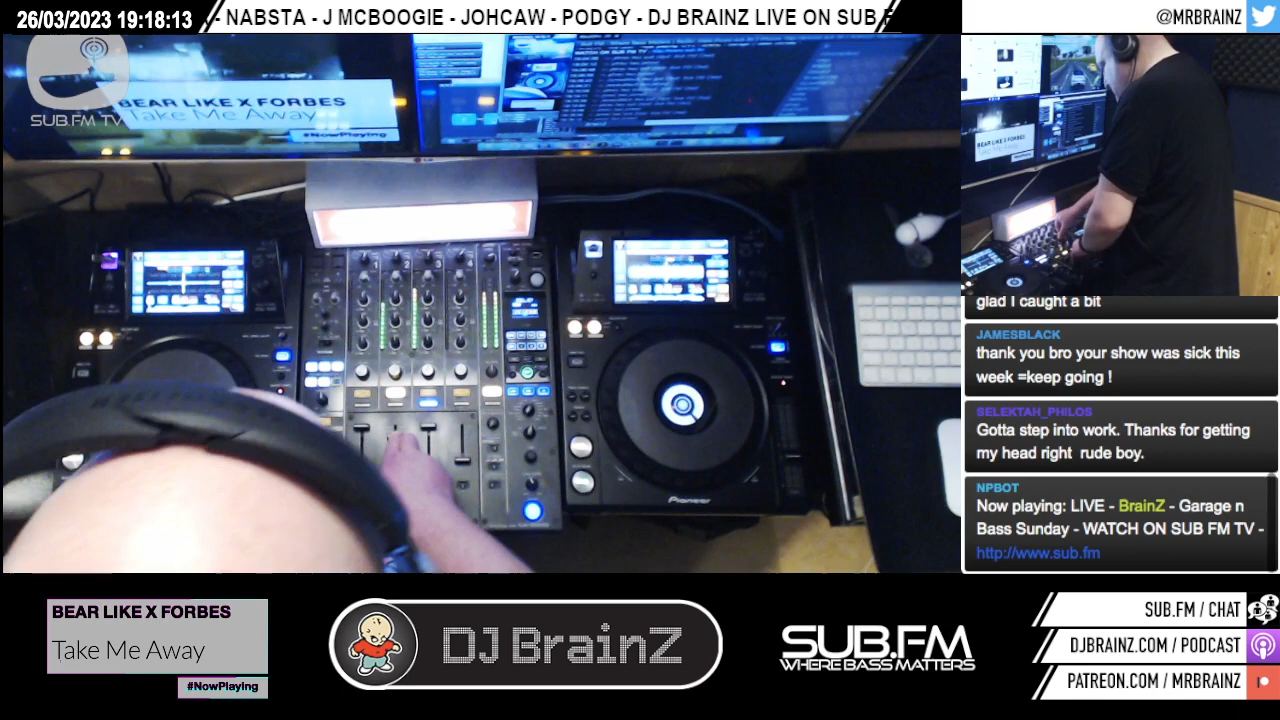 26/03/2023 19:18:13
- NABSTA - J MCBOOGIE - JOHCAW - PODGY - DJ BRAINZ LIVE ON SUB.F
@MRBRAINZ
SUB.FM TV
BEAR LIKE X FORBES
Take Me Away
#NowPlaying
LG
BEAR LIKE X FORBES
Pioneer
glad I caught a bit
JAMESBLACK
thank you bro your show was sick this
week =keep going !
SELEKTAH_PHILOS
Gotta step into work. Thanks for getting
my head right rude boy.
NPBOT
Now playing: LIVE - BrainZ - Garage n
Bass Sunday - WATCH ON SUB FM TV -
http://www.sub.fm
BEAR LIKE X FORBES
Take Me Away
#NowPlaying
DJ BrainZ
SUB.FM
WHERE BASS MATTERS
SUB.FM / CHAT
DJBRAINZ.COM / PODCAST
PATREON.COM / MRBRAINZ